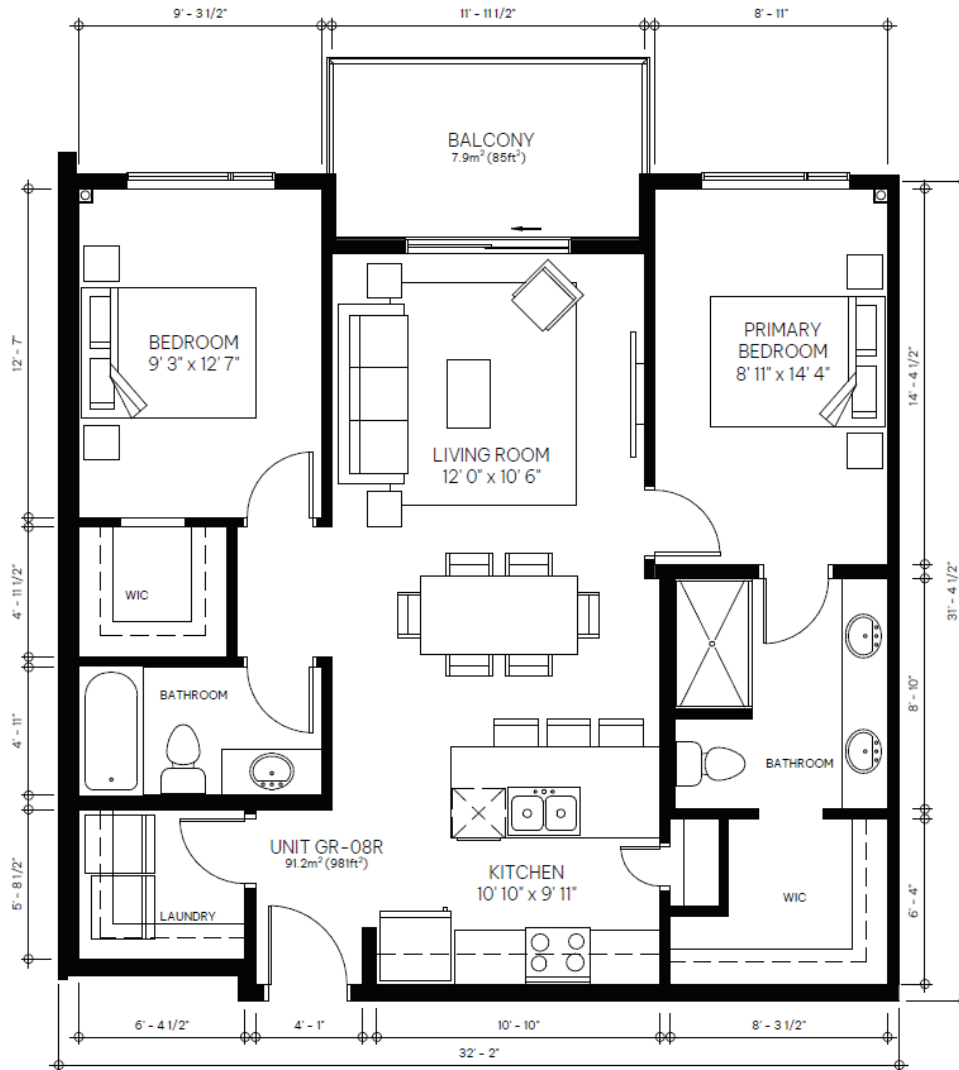 9' - 3 1/2"
11' - 11 1/2"
8' - 11"
BALCONY
7.9m² (85ft²)
BEDROOM
9' 3" x 12' 7"
PRIMARY
BEDROOM
8' 11" x 14' 4"
LIVING ROOM
12' 0" x 10' 6"
12' - 7"
14' - 4 1/2"
WIC
4' - 11 1/2"
31' - 4 1/2"
BATHROOM
4' - 11"
8' - 10"
BATHROOM
UNIT GR-08R
91.2m² (981ft²)
KITCHEN
10' 10" x 9' 11"
5' - 8 1/2"
LAUNDRY
WIC
6' - 4"
6' - 4 1/2"
4' - 1"
10' - 10"
8' - 3 1/2"
32' - 2"